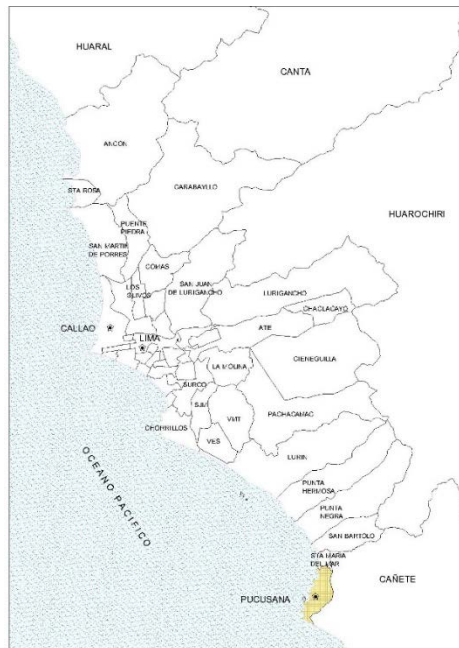 HUARAL
CANTA
ANCON
STA ROSA
CARABAYLLO
HUAROCHIRI
PUENTE
PIEDRA
SAN MARTIN
DE PORRES
COMAS
LOS
OLIVOS
SAN JUAN
DE LURIGANCHO
LURIGANCHO
CHACLACAYO
CALLAO
LIMA
ATE
CIENEGUILLA
LA MOLINA
SURCO
SJM
VMT
PACHACAMAC
CHORRILLOS
VES
LURIN
PUNTA
HERMOSA
PUNTA
NEGRA
OCEANO PACIFICO
SAN BARTOLO
STA MARIA
DEL MAR
CAÑETE
PUCUSANA